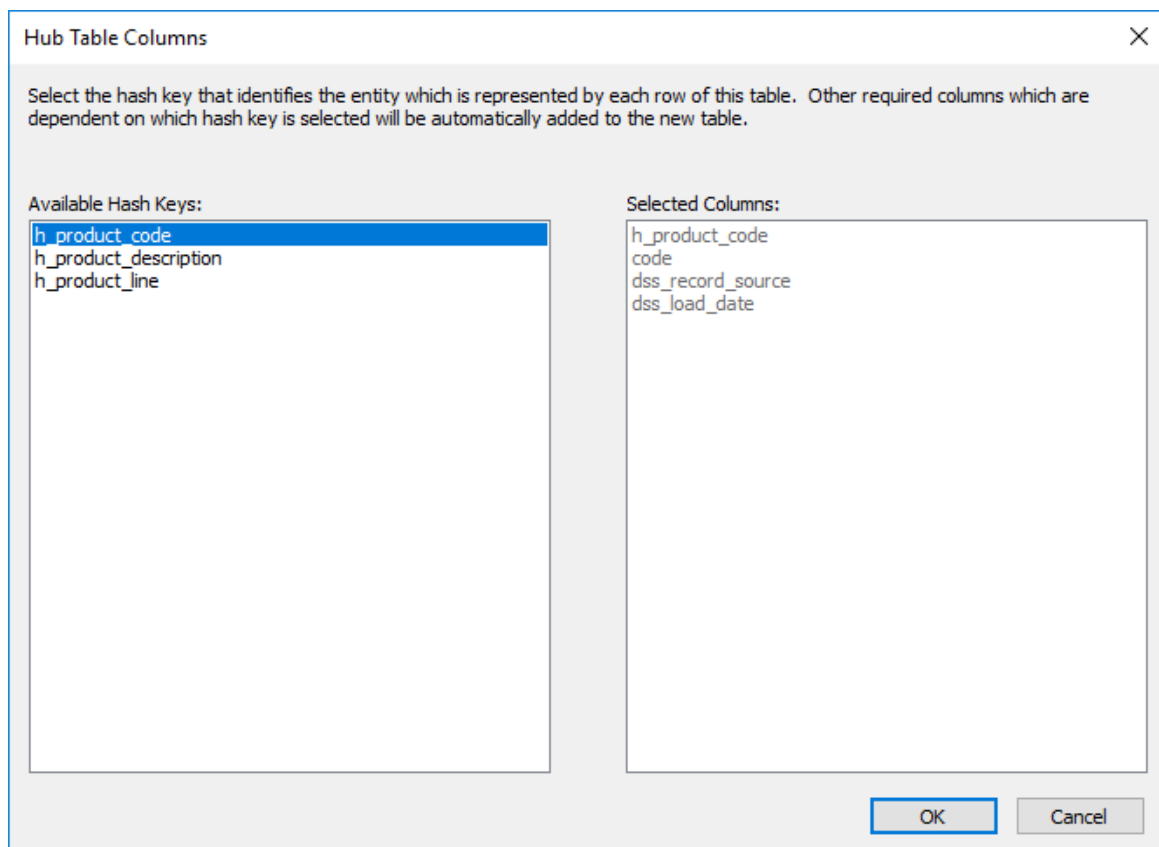 Hub Table Columns
Select the hash key that identifies the entity which is represented by each row of this table.  Other required columns which are
dependent on which hash key is selected will be automatically added to the new table.
Available Hash Keys:
h_product_code
h_product_description
h_product_line
Selected Columns:
h_product_code
code
dss_record_source
dss_load_date
OK
Cancel